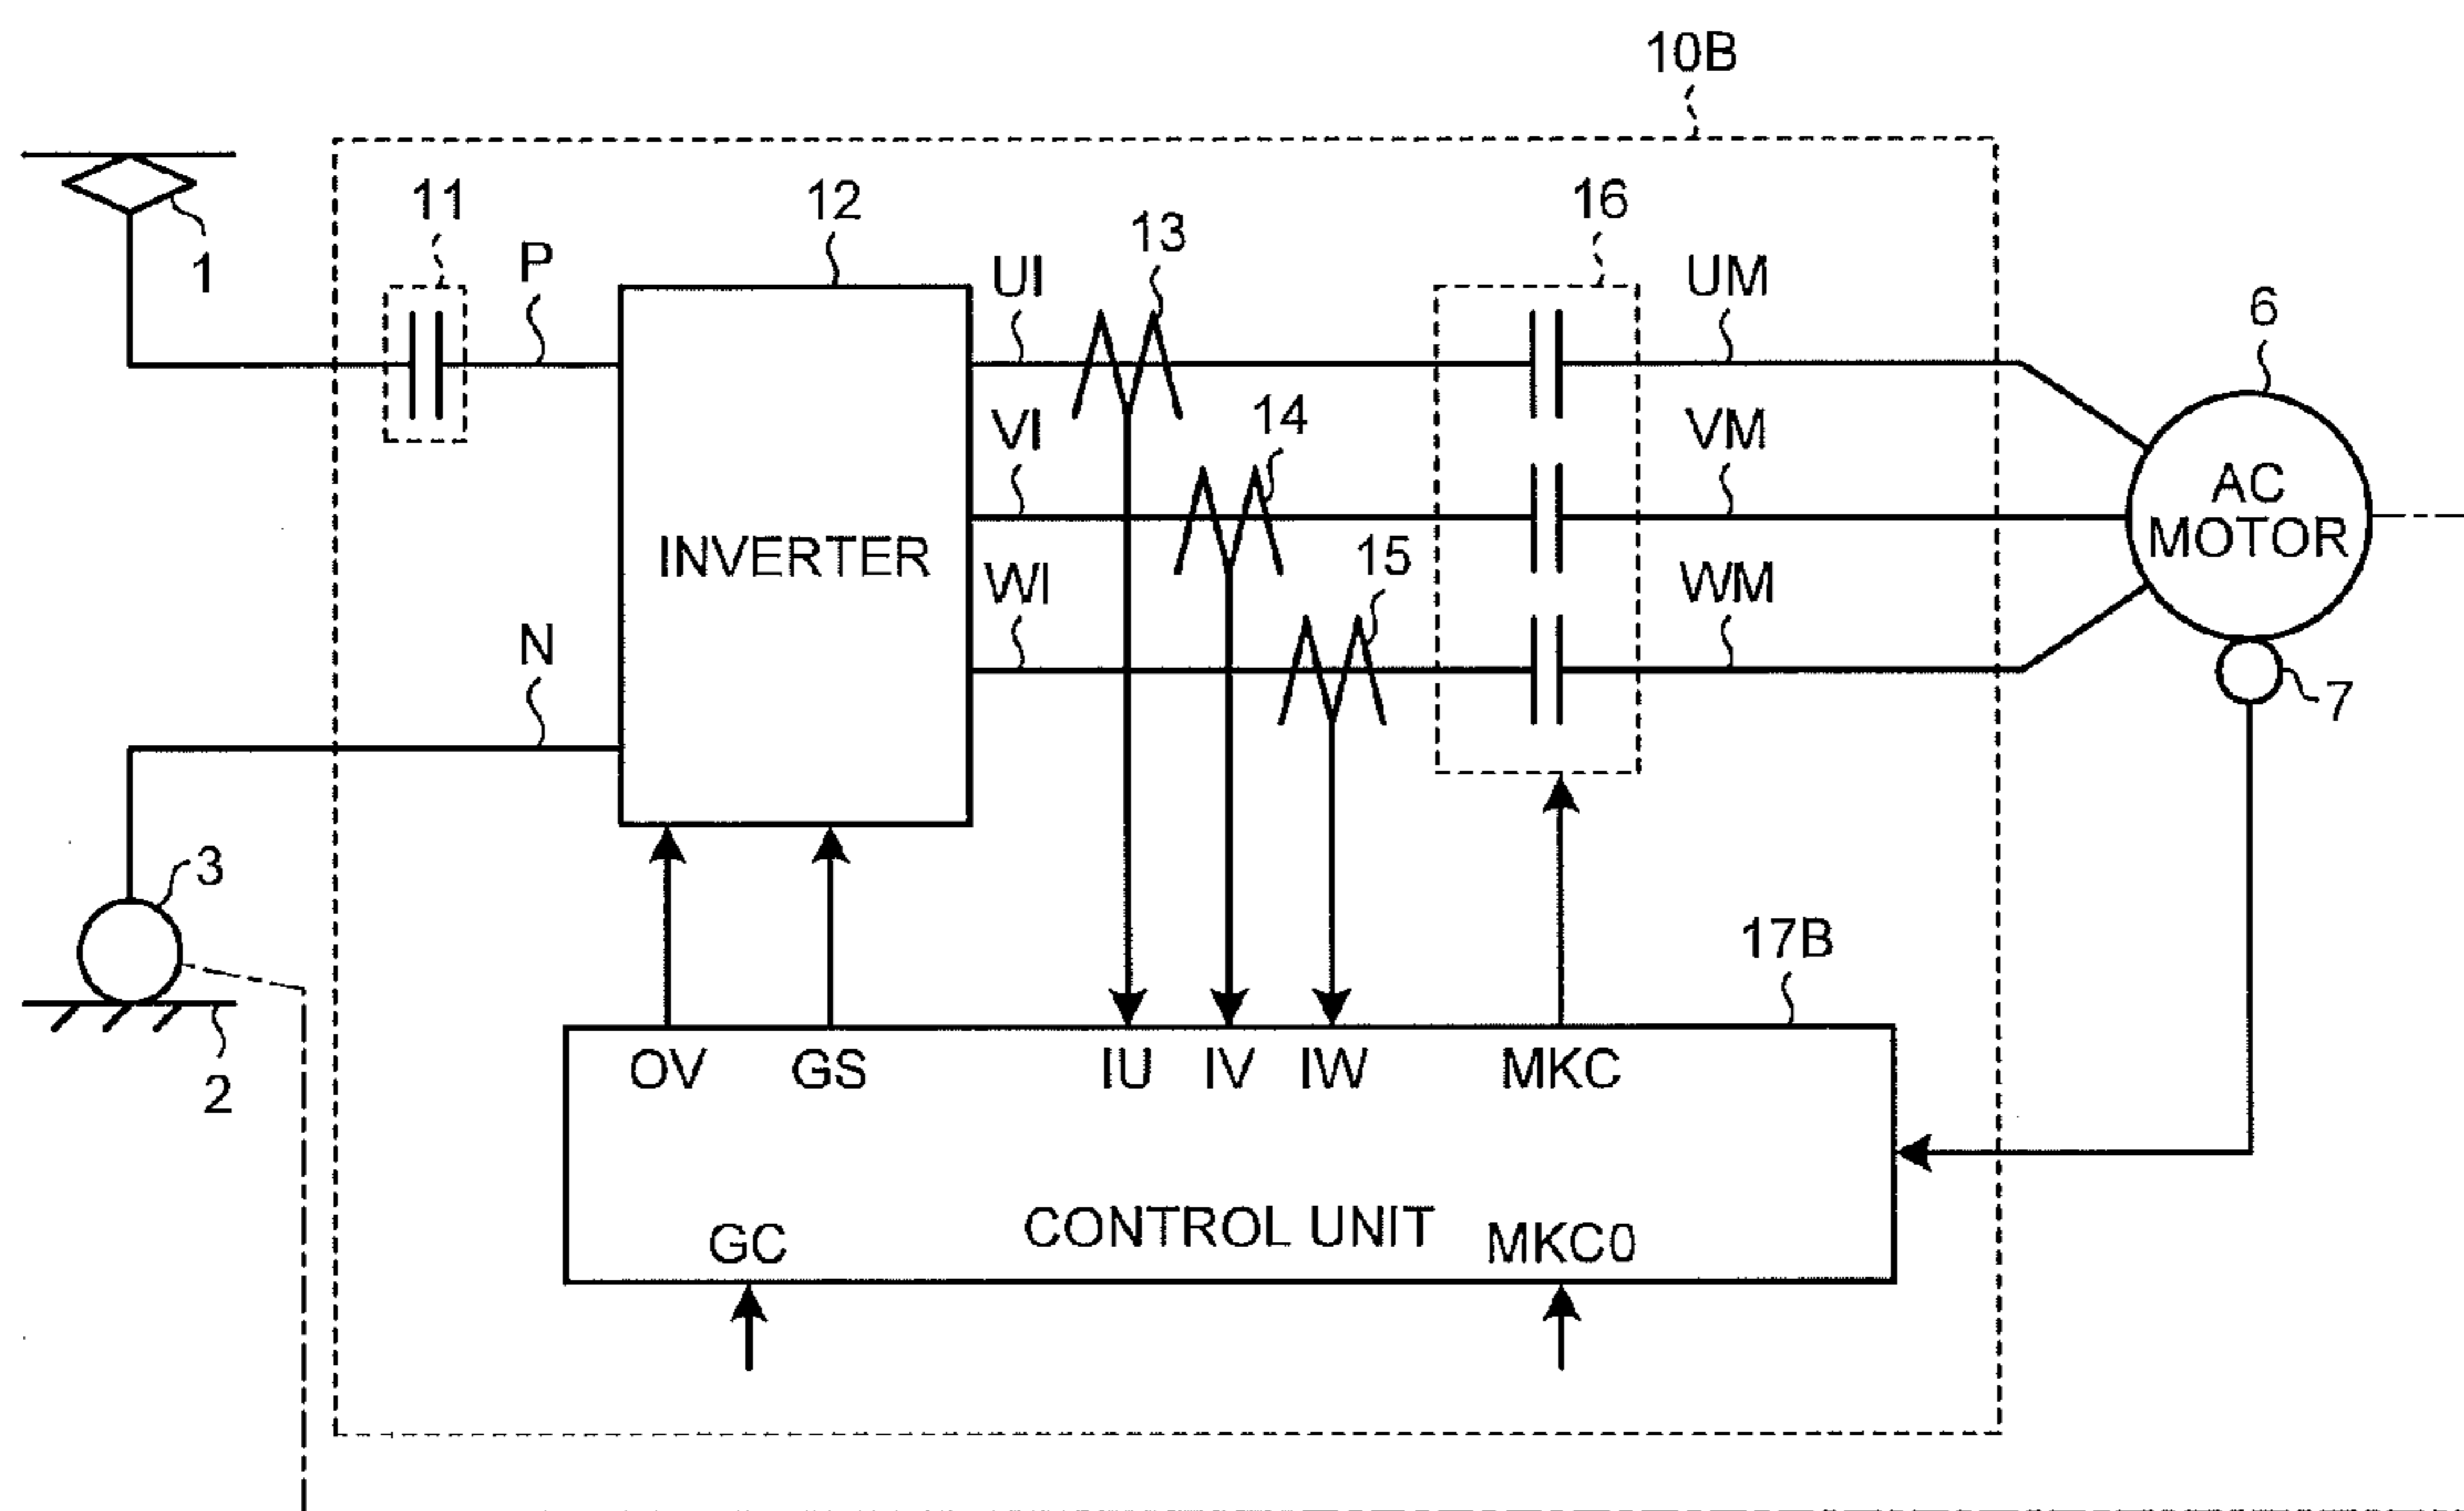 10B
11
12
13
16
1
P
UI
UM
6
14
VI
VM
AC
MOTOR
INVERTER
15
WI
WM
N
7
3
17B
2
OV
GS
IU
IV
IW
MKC
GC
CONTROL UNIT
MKC0